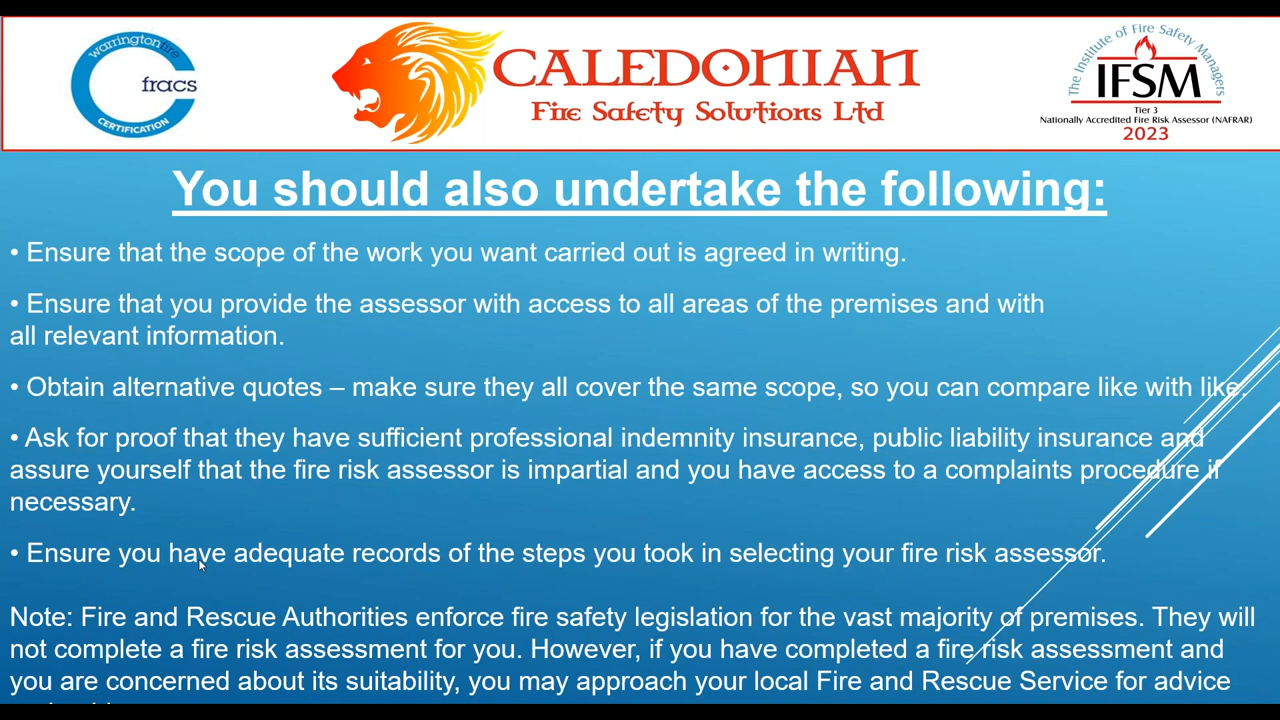 warringtonfire
fracs
CERTIFICATION
CALEDONIAN
Fire Safety Solutions Ltd
The Institute of Fire Safety Managers
IFSM
Tier 3
Nationally Accredited Fire Risk Assessor (NAFRAR)
2023
You should also undertake the following:
• Ensure that the scope of the work you want carried out is agreed in writing.
• Ensure that you provide the assessor with access to all areas of the premises and with
all relevant information.
• Obtain alternative quotes – make sure they all cover the same scope, so you can compare like with like.
• Ask for proof that they have sufficient professional indemnity insurance, public liability insurance and
assure yourself that the fire risk assessor is impartial and you have access to a complaints procedure if
necessary.
• Ensure you have adequate records of the steps you took in selecting your fire risk assessor.
Note: Fire and Rescue Authorities enforce fire safety legislation for the vast majority of premises. They will
not complete a fire risk assessment for you. However, if you have completed a fire risk assessment and
you are concerned about its suitability, you may approach your local Fire and Rescue Service for advice